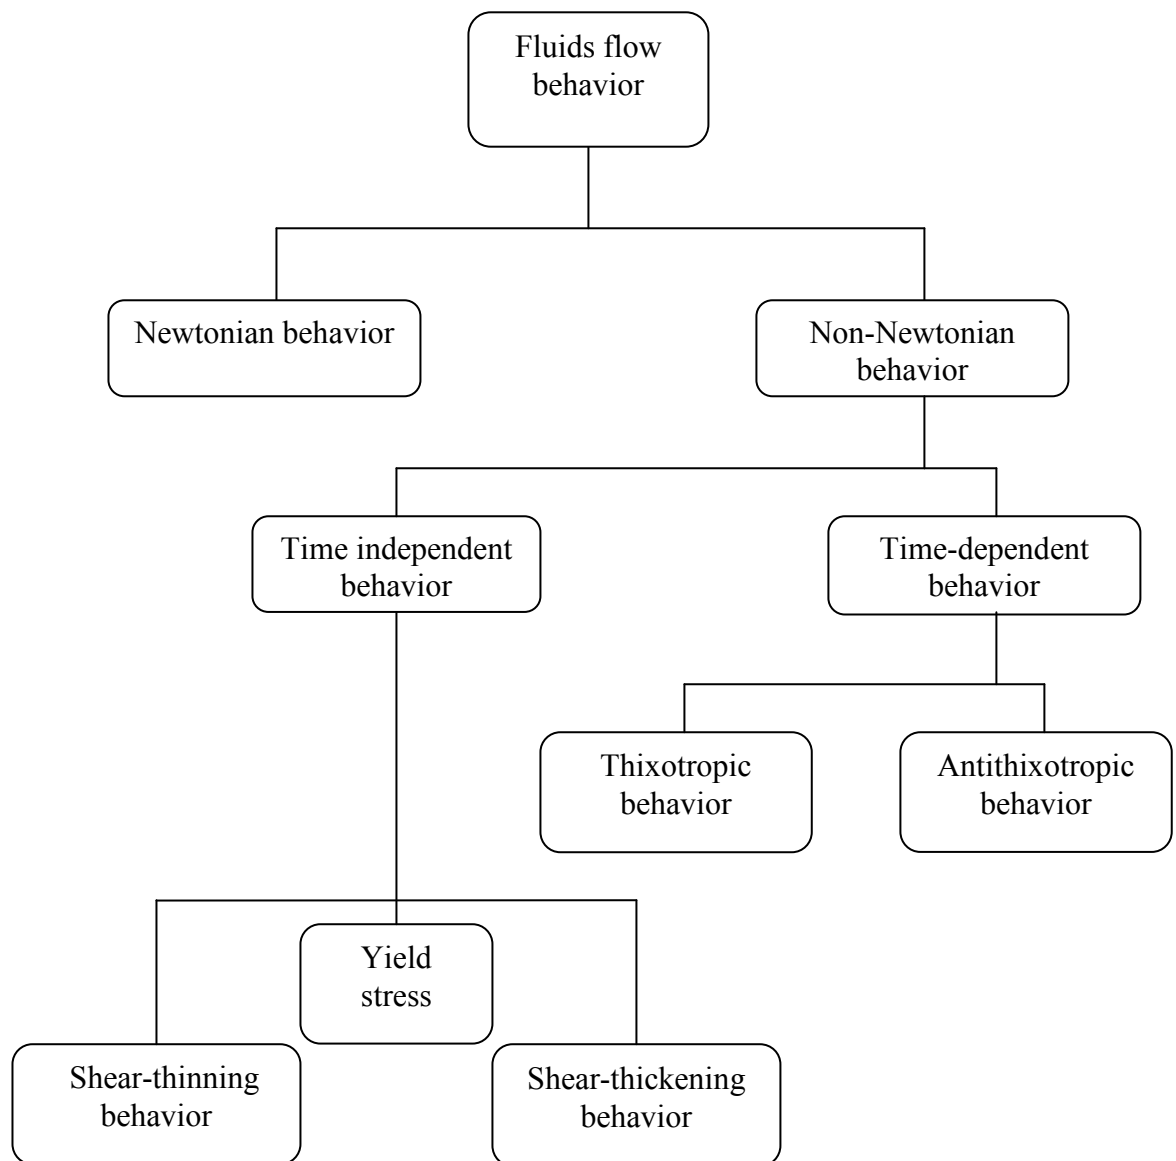 Fluids flow
behavior
Newtonian behavior
Non-Newtonian
behavior
Time independent
behavior
Time-dependent
behavior
Thixotropic
behavior
Antithixotropic
behavior
Yield
stress
Shear-thinning
behavior
Shear-thickening
behavior